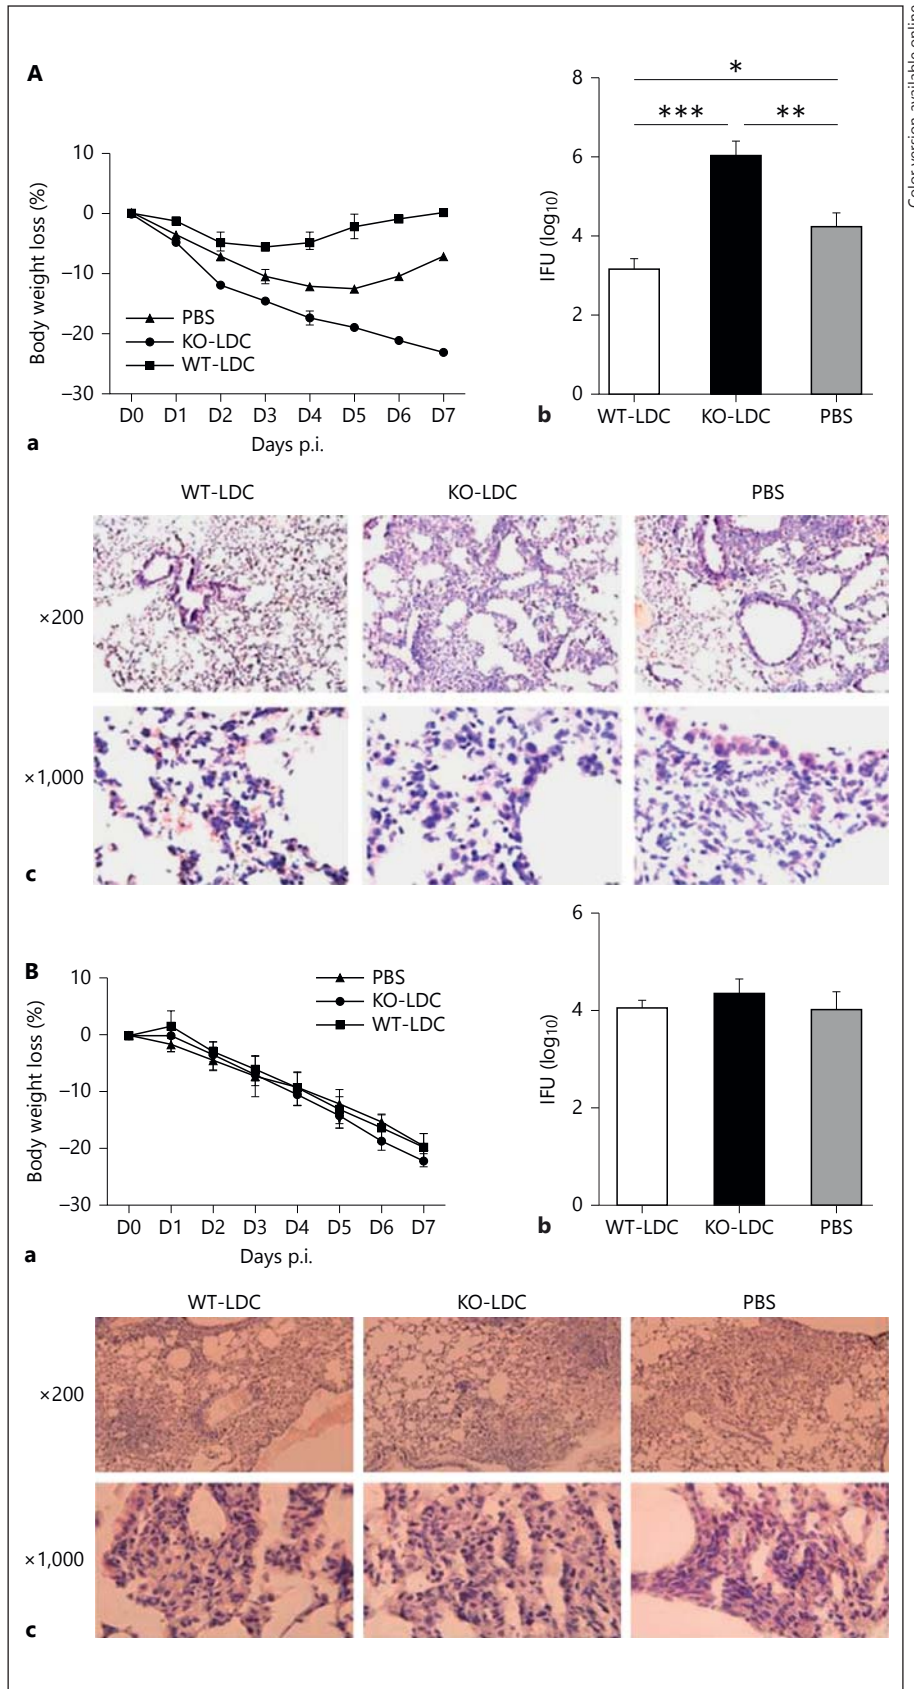 Color version available online
A
10
0
−10
−20
−30
Body weight loss (%)
PBS
KO-LDC
WT-LDC
D0 D1 D2 D3 D4 D5 D6 D7
Days p.i.
a
8
6
4
2
0
IFU (log10)
*
*** **
WT-LDC KO-LDC PBS
b
WT-LDC KO-LDC PBS
×200
×1,000
c
B
10
0
−10
−20
−30
Body weight loss (%)
PBS
KO-LDC
WT-LDC
D0 D1 D2 D3 D4 D5 D6 D7
Days p.i.
a
6
4
2
0
IFU (log10)
WT-LDC KO-LDC PBS
b
WT-LDC KO-LDC PBS
×200
×1,000
c